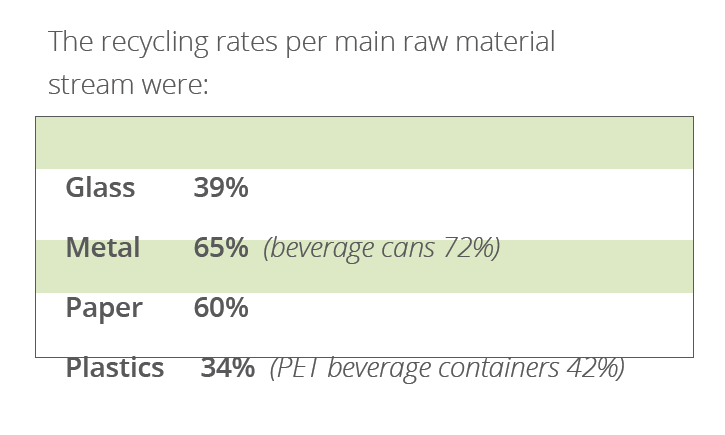 The recycling rates per main raw material
stream were:
Glass 39%
Metal 65% (beverage cans 72%)
Paper 60%
Plastics 34% (PET beverage containers 42%)